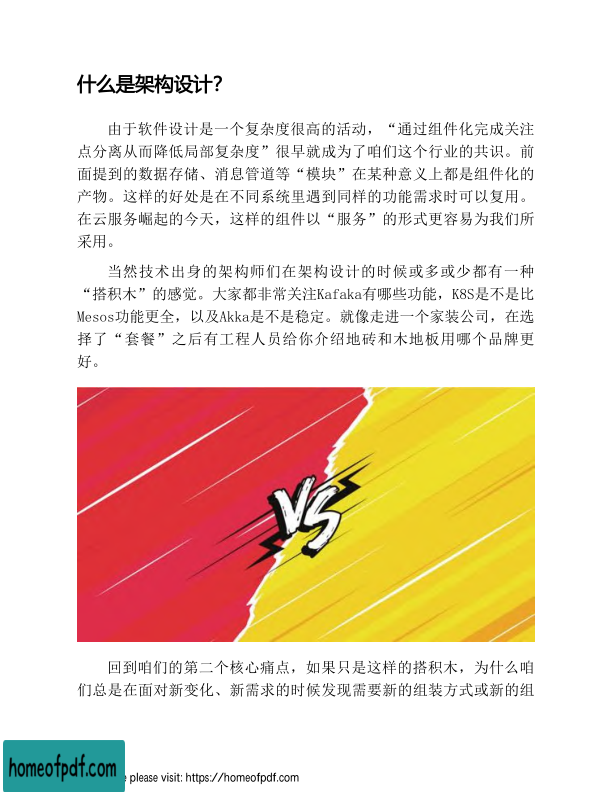 什么是架构设计？
由于软件设计是一个复杂度很高的活动，“通过组件化完成关注
点分离从而降低局部复杂度”很早就成为了咱们这个行业的共识。前
面提到的数据存储、消息管道等“模块”在某种意义上都是组件化的
产物。这样的好处是在不同系统里遇到同样的功能需求时可以复用。
在云服务崛起的今天，这样的组件以“服务”的形式更容易为我们所
采用。
当然技术出身的架构师们在架构设计的时候或多或少都有一种
“搭积木”的感觉。大家都非常关注Kafaka有哪些功能，K8S是不是比
Mesos功能更全，以及Akka是不是稳定。就像走进一个家装公司，在选
择了“套餐”之后有工程人员给你介绍地砖和木地板用哪个品牌更
好。
VS
回到咱们的第二个核心痛点，如果只是这样的搭积木，为什么咱
们总是在面对新变化、新需求的时候发现需要新的组装方式或新的组
homeofpdf.com
e please visit: https://homeofpdf.com